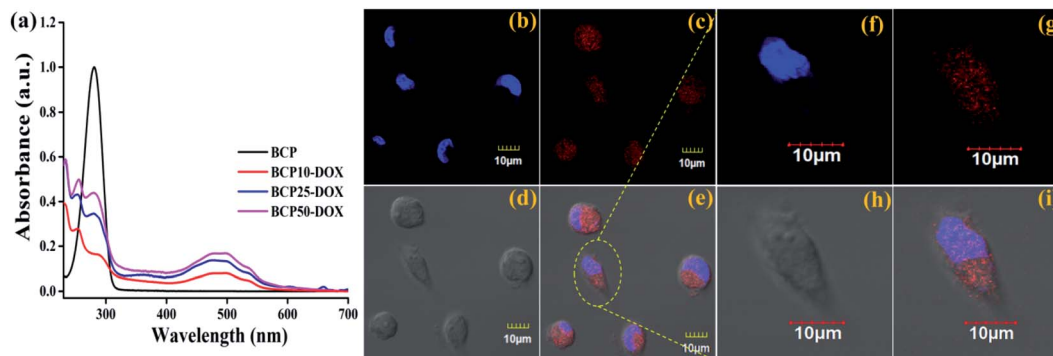 (a)
Absorbance (a.u.)
1.2
1.0
0.8
0.6
0.4
0.2
0.0
300
400
500
600
700
Wavelength (nm)
BCP
BCP10-DOX
BCP25-DOX
BCP50-DOX
(b)
10µm
(c)
10µm
(d)
10µm
(e)
10µm
(f)
10µm
(g)
10µm
(h)
10µm
(i)
10µm